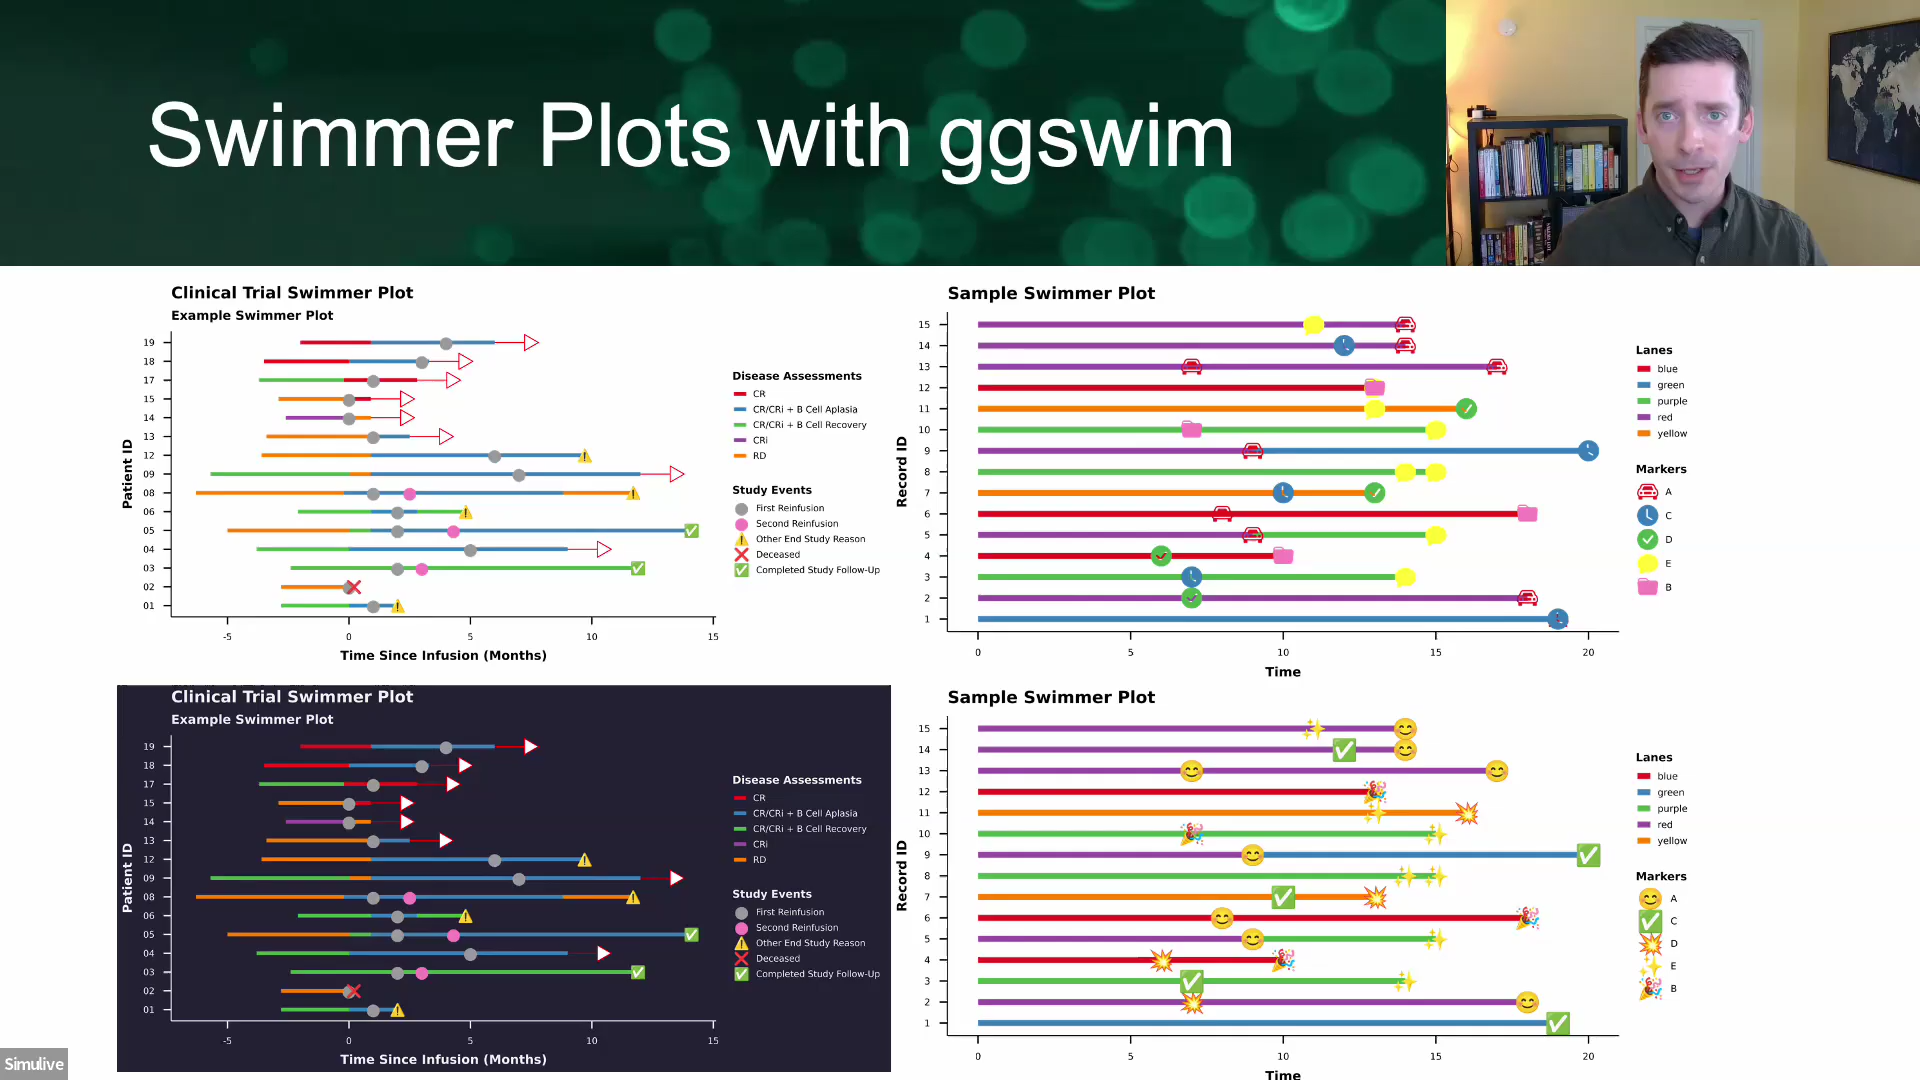 Swimmer Plots with ggswim
Clinical Trial Swimmer Plot
Example Swimmer Plot
Patient ID
19
18
17
15
14
13
12
09
08
06
05
04
03
02
01
-5
0
5
10
15
Time Since Infusion (Months)
Disease Assessments
CR
CR/CRi + B Cell Aplasia
CR/CRi + B Cell Recovery
CRi
RD
Study Events
First Reinfusion
Second Reinfusion
Other End Study Reason
Deceased
Completed Study Follow-Up
Sample Swimmer Plot
Record ID
15
14
13
12
11
10
9
8
7
6
5
4
3
2
1
0
5
10
15
20
Time
Lanes
blue
green
purple
red
yellow
Markers
A
C
D
E
B
Clinical Trial Swimmer Plot
Example Swimmer Plot
Patient ID
19
18
17
15
14
13
12
09
08
06
05
04
03
02
01
-5
0
5
10
15
Time Since Infusion (Months)
Disease Assessments
CR
CR/CRi + B Cell Aplasia
CR/CRi + B Cell Recovery
CRi
RD
Study Events
First Reinfusion
Second Reinfusion
Other End Study Reason
Deceased
Completed Study Follow-Up
Sample Swimmer Plot
Record ID
15
14
13
12
11
10
9
8
7
6
5
4
3
2
1
0
5
10
15
20
Time
Lanes
blue
green
purple
red
yellow
Markers
A
C
D
E
B
Simulive